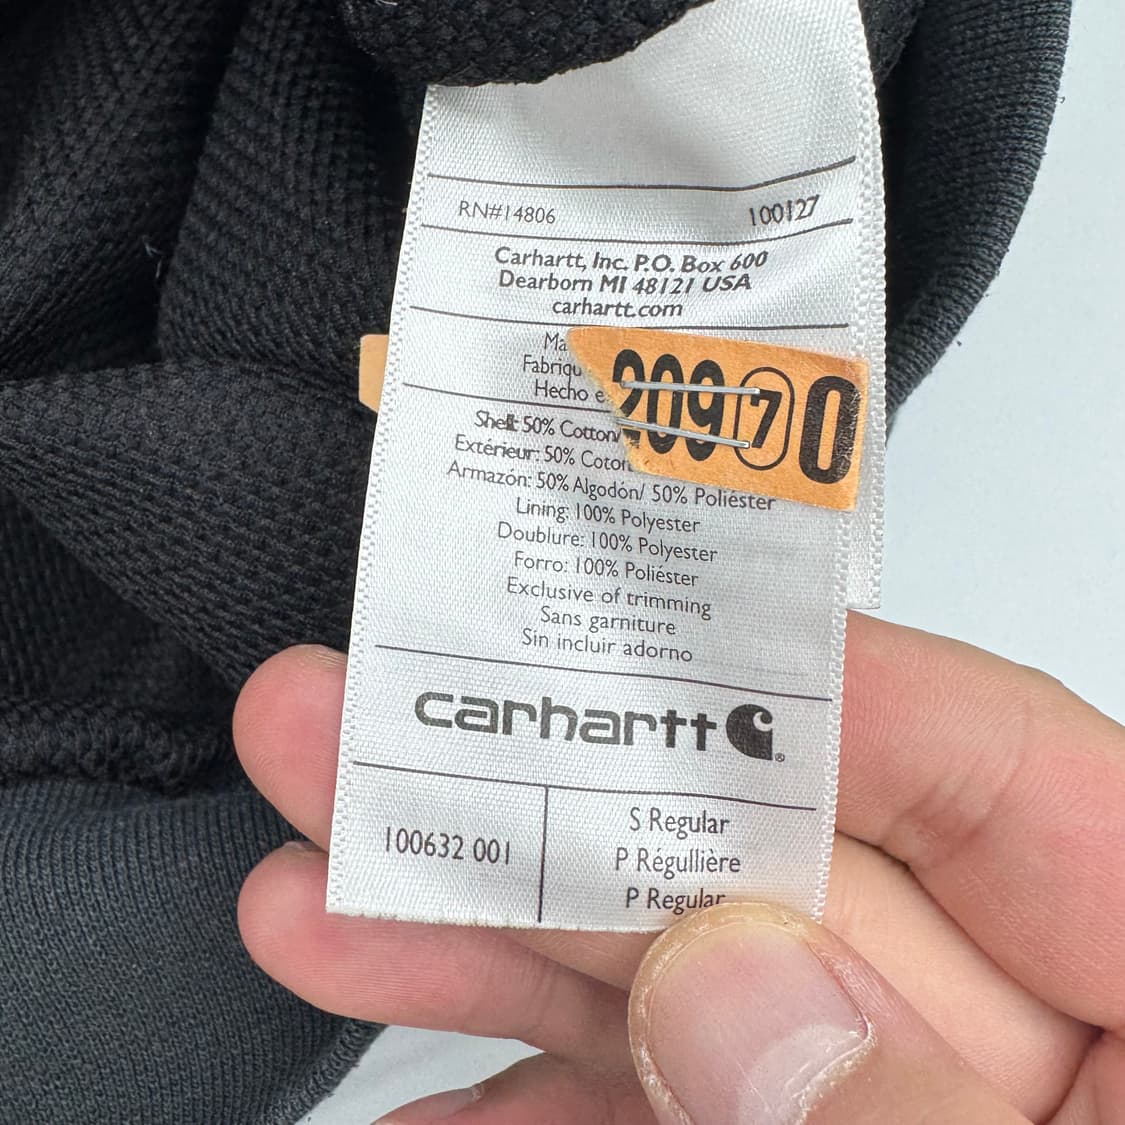 RN#14806 100127
Carhartt, Inc. P.O. Box 600
Dearborn MI 48121 USA
carhartt.com
209 7 0
Shell: 50% Cotton/
Extérieur: 50%
Armazón: 50% Algodón/ 50% Poliéster
Lining: 100% Polyester
Doublure: 100% Polyester
Forro: 100% Poliéster
Exclusive of trimming
Sans garniture
Sin incluir adorno
carhartt
100632 001
S Regular
P Régullière
P Regular